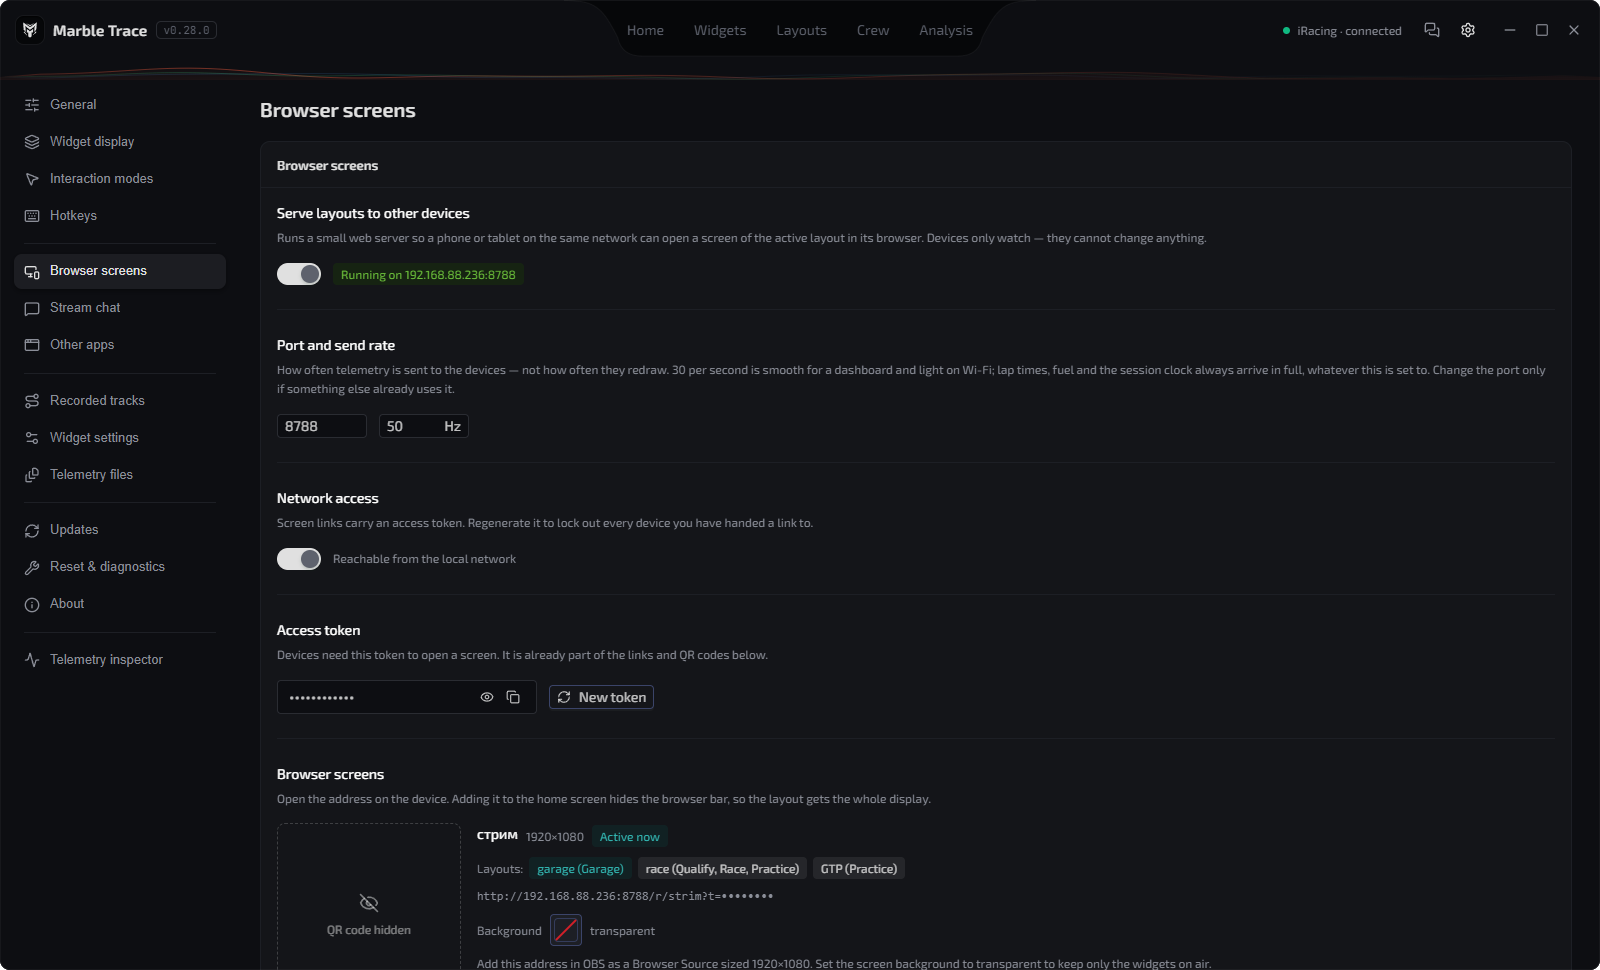 Marble Trace v0.28.0
Home Widgets Layouts Crew Analysis
iRacing · connected
General
Widget display
Interaction modes
Hotkeys
Browser screens
Stream chat
Other apps
Recorded tracks
Widget settings
Telemetry files
Updates
Reset & diagnostics
About
Telemetry inspector
Browser screens
Browser screens
Serve layouts to other devices
Runs a small web server so a phone or tablet on the same network can open a screen of the active layout in its browser. Devices only watch — they cannot change anything.
Running on 192.168.88.236:8788
Port and send rate
How often telemetry is sent to the devices — not how often they redraw. 30 per second is smooth for a dashboard and light on Wi-Fi; lap times, fuel and the session clock always arrive in full, whatever this is set to. Change the port only
if something else already uses it.
8788 50 Hz
Network access
Screen links carry an access token. Regenerate it to lock out every device you have handed a link to.
Reachable from the local network
Access token
Devices need this token to open a screen. It is already part of the links and QR codes below.
•••••••••••• New token
Browser screens
Open the address on the device. Adding it to the home screen hides the browser bar, so the layout gets the whole display.
QR code hidden
стрим 1920×1080 Active now
Layouts: garage (Garage) race (Qualify, Race, Practice) GTP (Practice)
http://192.168.88.236:8788/r/strim?t=••••••••
Background transparent
Add this address in OBS as a Browser Source sized 1920×1080. Set the screen background to transparent to keep only the widgets on air.